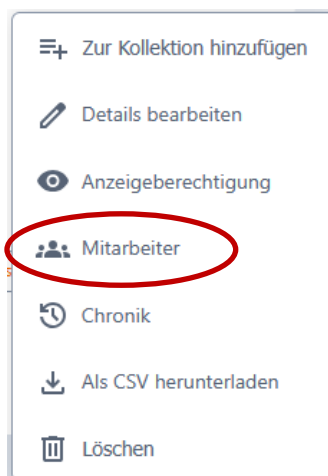 Zur Kollektion hinzufügen
Details bearbeiten
Anzeigeberechtigung
Mitarbeiter
Chronik
Als CSV herunterladen
Löschen